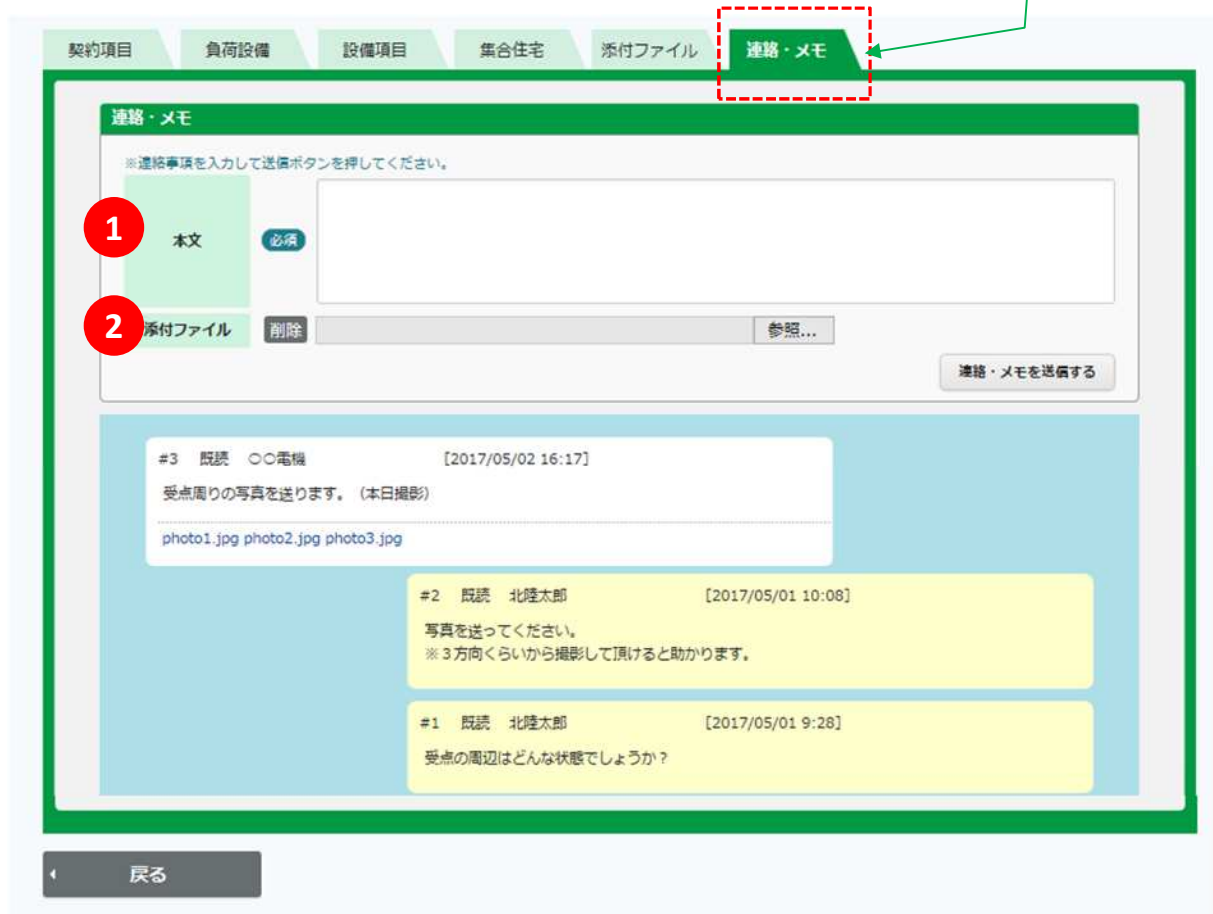 契約項目 負荷設備 設備項目 集合住宅 添付ファイル 連絡・メモ
連絡・メモ
※連絡事項を入力して送信ボタンを押してください。
1 本文 必須
2 添付ファイル 削除 参照...
連絡・メモを送信する
#3 既読 〇〇電機 [2017/05/02 16:17]
受点周りの写真を送ります。（本日撮影）
photo1.jpg photo2.jpg photo3.jpg
#2 既読 北陸太郎 [2017/05/01 10:08]
写真を送ってください。
※３方向くらいから撮影して頂けると助かります。
#1 既読 北陸太郎 [2017/05/01 9:28]
受点の周辺はどんな状態でしょうか？
戻る